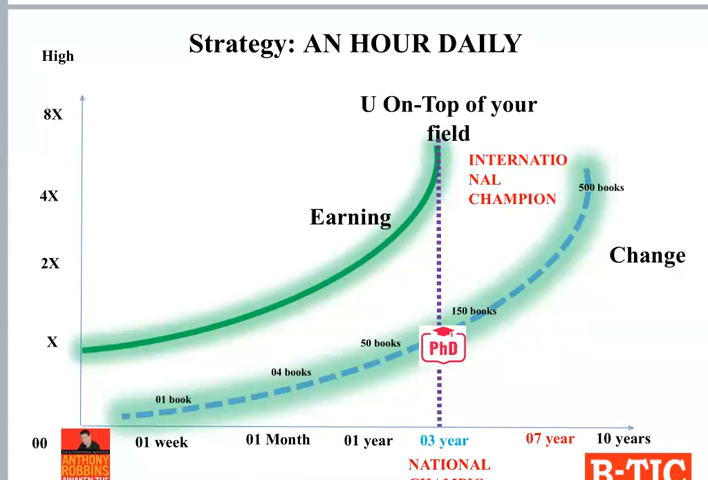 Strategy: AN HOUR DAILY
High
8X
U On-Top of your
field
INTERNATIO
NAL
CHAMPION
4X
500 books
Earning
Change
2X
150 books
X
50 books
PhD
04 books
01 book
00
01 week
01 Month
01 year
03 year
07 year
10 years
ANTHONY
ROBBINS
AWAKEN THE
NATIONAL
B-TIC